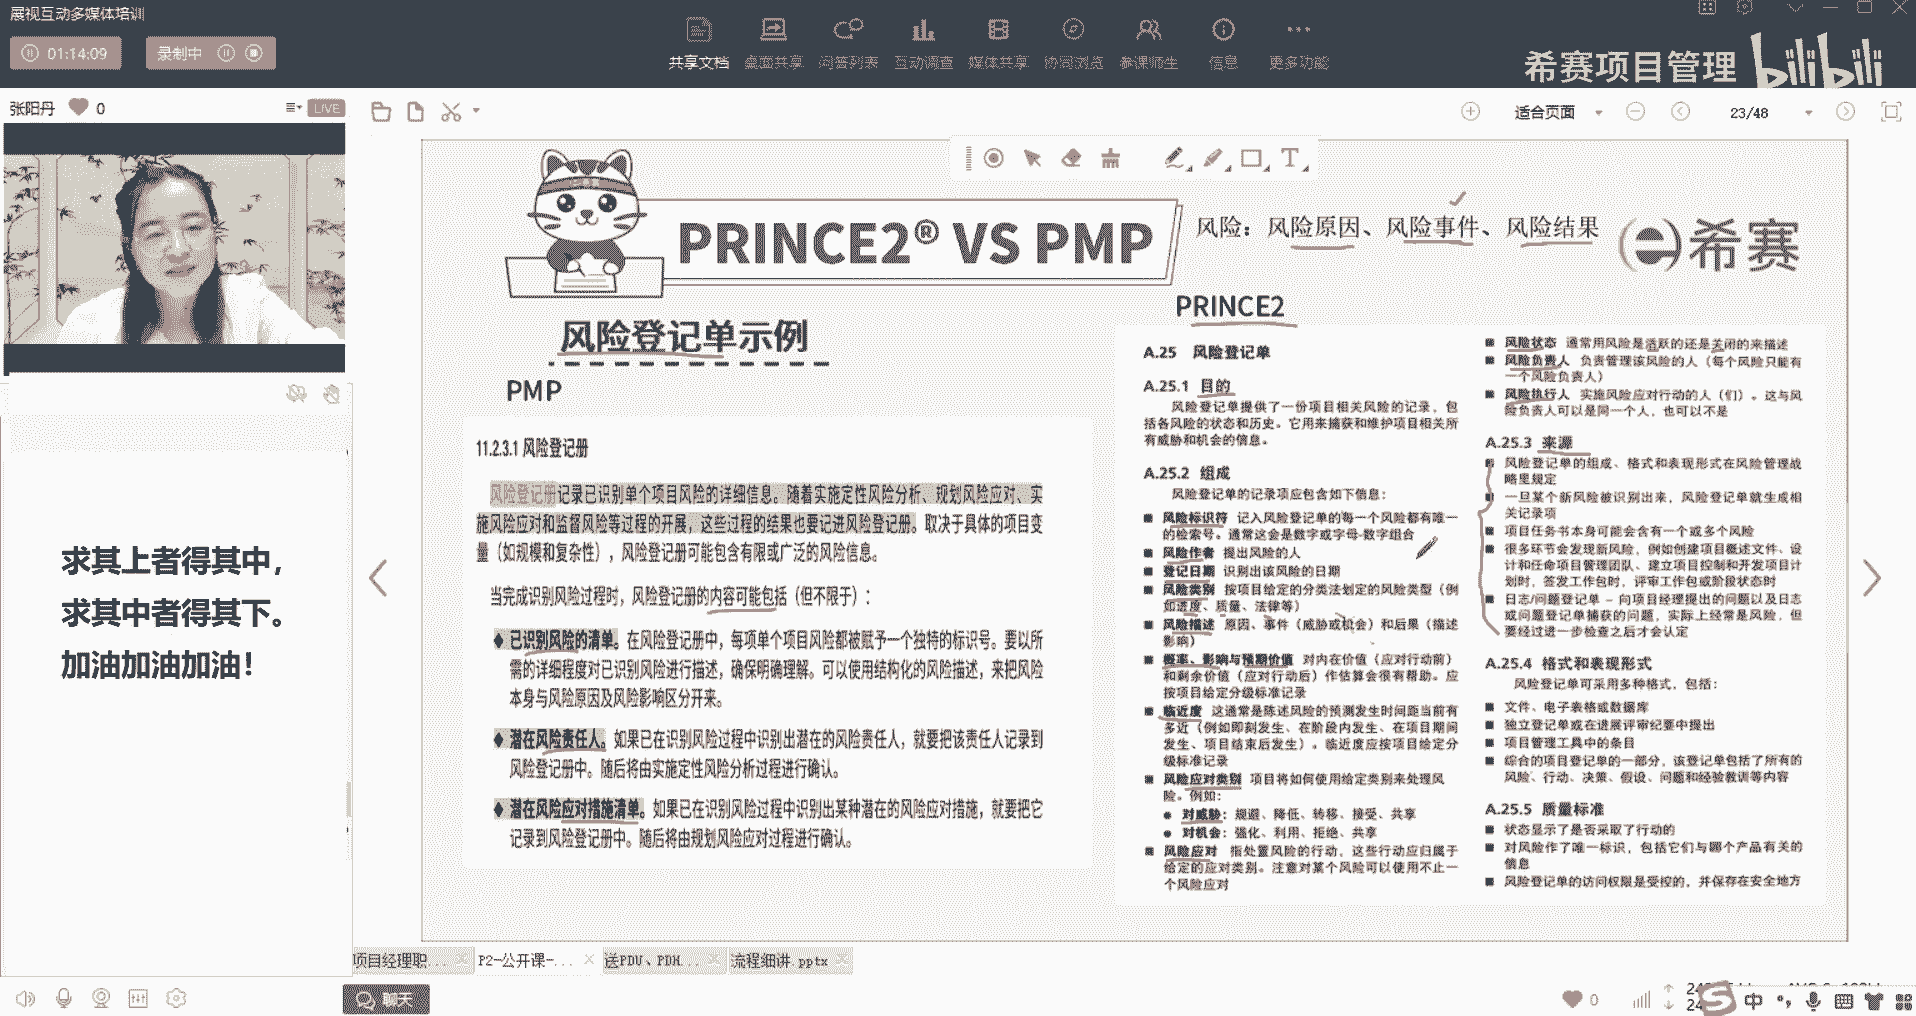 展视互动多媒体培训
01:14:09
录制中
共享文档
桌面共享
问答列表
互动调查
媒体共享
协同浏览
参课师生
信息
更多功能
希赛项目管理
bilibili
张阳丹
0
LIVE
适合页面
23/48
求其上者得其中，
求其中者得其下。
加油加油加油！
PRINCE2® VS PMP
风险：风险原因、风险事件、风险结果
希赛
风险登记单示例
PMP
11.2.3.1 风险登记册
风险登记册记录已识别单个项目风险的详细信息。随着实施定性风险分析、规划风险应对、实
施风险应对和监督风险等过程的开展，这些过程的结果也要记进风险登记册。取决于具体的项目变
量（如规模和复杂性），风险登记册可能包含有限或广泛的风险信息。
当完成识别风险过程时，风险登记册的内容可能包括（但不限于）：
◆ 已识别风险的清单。在风险登记册中，每项单个项目风险都被赋予一个独特的标识号。要以所
需的详细程度对已识别风险进行描述，确保明确理解。可以使用结构化的风险描述，来把风险
本身与风险原因及风险影响区分开来。
◆ 潜在风险责任人。如果已在识别风险过程中识别出潜在的风险责任人，就要把该责任人记录到
风险登记册中。随后将由实施定性风险分析过程进行确认。
◆ 潜在风险应对措施清单。如果已在识别风险过程中识别出某种潜在的风险应对措施，就要把它
记录到风险登记册中。随后将由规划风险应对过程进行确认。
PRINCE2
A.25 风险登记单
A.25.1 目的
风险登记单提供了一份项目相关风险的记录，包
括各风险的状态和历史。它用来捕获和维护项目相关所
有威胁和机会的信息。
A.25.2 组成
风险登记单的记录项应包含如下信息：
■ 风险标识符 记入风险登记单的每一个风险都有唯一
的检索号。通常这会是数字或字母-数字组合
■ 风险作者 提出风险的人
■ 登记日期 识别出该风险的日期
■ 风险类别 按项目给定的分类法划定的风险类型（例
如进度、质量、法律等）
■ 风险描述 原因、事件（威胁或机会）和后果（描述
影响）
■ 概率、影响与预期价值 对内在价值（应对行动前）
和剩余价值（应对行动后）作估算会很有帮助。应
按项目给定分级标准记录
■ 临近度 这通常是陈述风险的预测发生时间距当前有
多近（例如即刻发生、在阶段内发生、在项目期间
发生、项目结束后发生）。临近度应按项目给定分
级标准记录
■ 风险应对类别 项目将如何使用给定类别来处理风
险。例如：
● 对威胁：规避、降低、转移、接受、共享
● 对机会：强化、利用、拒绝、共享
■ 风险应对 指处置风险的行动，这些行动应归属于
给定的应对类别。注意对某个风险可以使用不止一
个风险应对
■ 风险状态 通常用风险是活跃的还是关闭的来描述
■ 风险负责人 负责管理该风险的人（每个风险只能有
一个风险负责人）
■ 风险执行人 实施风险应对行动的人（们）。这与风
险负责人可以是同一个人，也可以不是
A.25.3 来源
■ 风险登记单的组成、格式和表现形式在风险管理战
略里规定
■ 一旦某个新风险被识别出来，风险登记单就生成相
关记录项
■ 项目任务书本身可能会含有一个或多个风险
■ 很多环节会发现新风险，例如创建项目概述文件、设
计和任命项目管理团队、建立项目控制和开发项目计
划时，签发工作包时，评审工作包或阶段状态时
■ 日志/问题登记单 – 向项目经理提出的问题以及日志
或问题登记单捕获的问题，实际上经常是风险，但
要经过进一步检查之后才会认定
A.25.4 格式和表现形式
风险登记单可采用多种格式，包括：
■ 文件、电子表格或数据库
■ 独立登记单或在进展评审纪要中提出
■ 项目管理工具中的条目
■ 综合的项目登记单的一部分，该登记单包括了所有的
风险、行动、决策、假设、问题和经验教训等内容
A.25.5 质量标准
■ 状态显示了是否采取了行动的
■ 对风险作了唯一标识，包括它们与哪个产品有关的
信息
■ 风险登记单的访问权限是受控的，并保存在安全地方
项目经理职...
P2-公开课-...
送PDU、PDH...
流程细讲.pptx
聊天
0
中